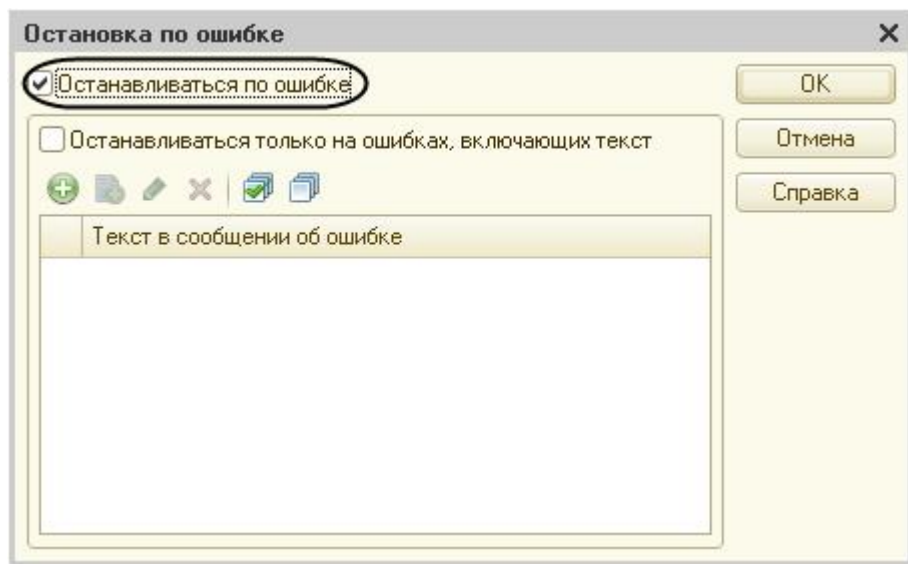 Остановка по ошибке
Останавливаться по ошибке
OK
Останавливаться только на ошибках, включающих текст
Отмена
Справка
Текст в сообщении об ошибке